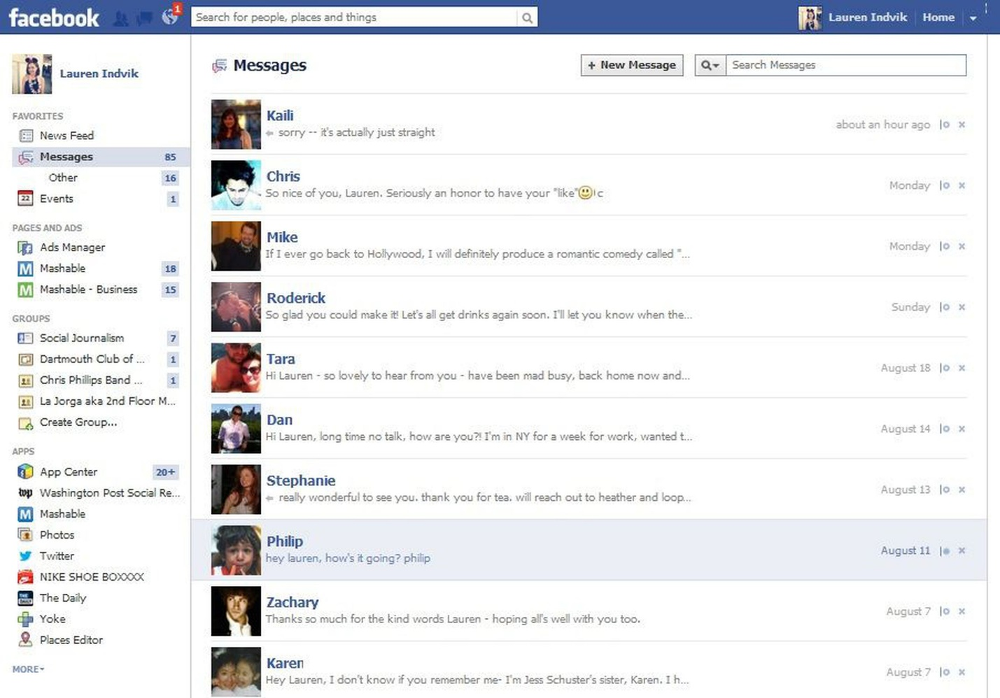 facebook
1
Search for people, places and things
Lauren Indvik
Home
Lauren Indvik
FAVORITES
News Feed
Messages 85
Other 16
22
Events 1
PAGES AND ADS
Ads Manager
M
Mashable 18
M
Mashable - Business 15
GROUPS
Social Journalism 7
Dartmouth Club of ... 1
Chris Phillips Band ... 1
La Jorga aka 2nd Floor M...
Create Group...
APPS
App Center 20+
wp
Washington Post Social Re...
M
Mashable
Photos
Twitter
NIKE SHOE BOXXXX
THE DAILY
The Daily
Yoke
Places Editor
MORE
Messages
+ New Message
Search Messages
Kaili
sorry -- it's actually just straight
about an hour ago
Chris
So nice of you, Lauren. Seriously an honor to have your "like" c
Monday
Mike
If I ever go back to Hollywood, I will definitely produce a romantic comedy called "...
Monday
Roderick
So glad you could make it! Let's all get drinks again soon. I'll let you know when the...
Sunday
Tara
Hi Lauren - so lovely to hear from you - have been mad busy, back home now and...
August 18
Dan
Hi Lauren, long time no talk, how are you?! I'm in NY for a week for work, wanted t...
August 14
Stephanie
really wonderful to see you. thank you for tea. will reach out to heather and loop...
August 13
Philip
hey lauren, how's it going? philip
August 11
Zachary
Thanks so much for the kind words Lauren - hoping all's well with you too.
August 7
Karen
Hey Lauren, I don't know if you remember me- I'm Jess Schuster's sister, Karen. I h...
August 7